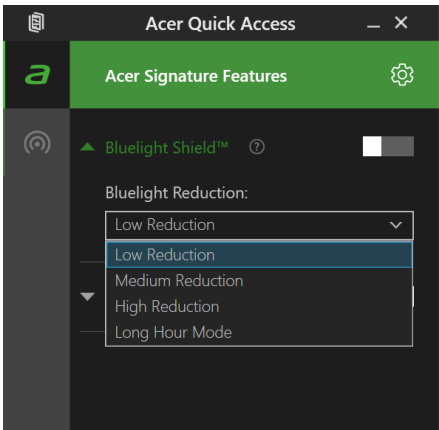 Acer Quick Access
a
Acer Signature Features
Bluelight Shield™ ?
Bluelight Reduction:
Low Reduction
Low Reduction
Medium Reduction
High Reduction
Long Hour Mode